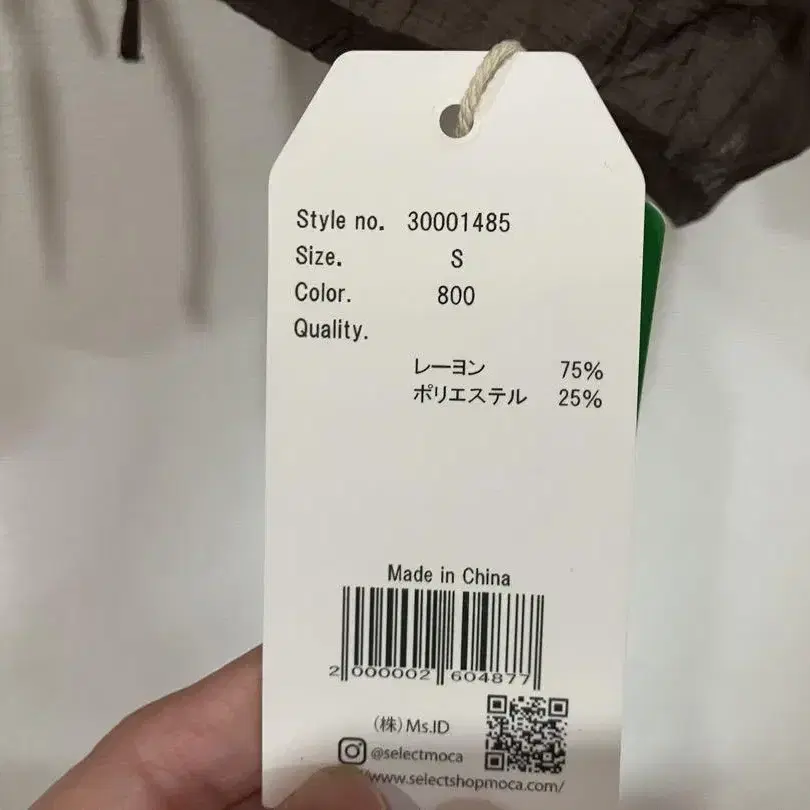 Style no. 30001485
Size. S
Color. 800
Quality.
レーヨン 75%
ポリエステル 25%
Made in China
2 000002 604877
(株)Ms.ID
@selectmoca
/www.selectshopmoca.com/